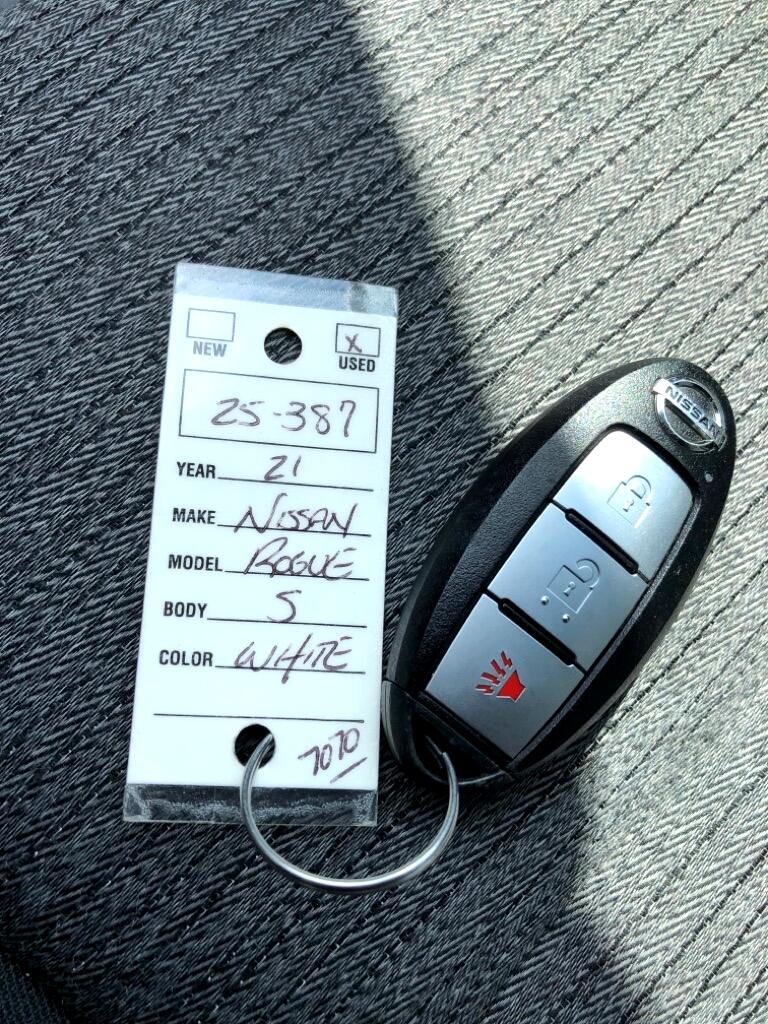 NEW
X
USED
25-387
YEAR 21
MAKE NISSAN
MODEL ROGUE
BODY S
COLOR WHITE
7070
NISSAN